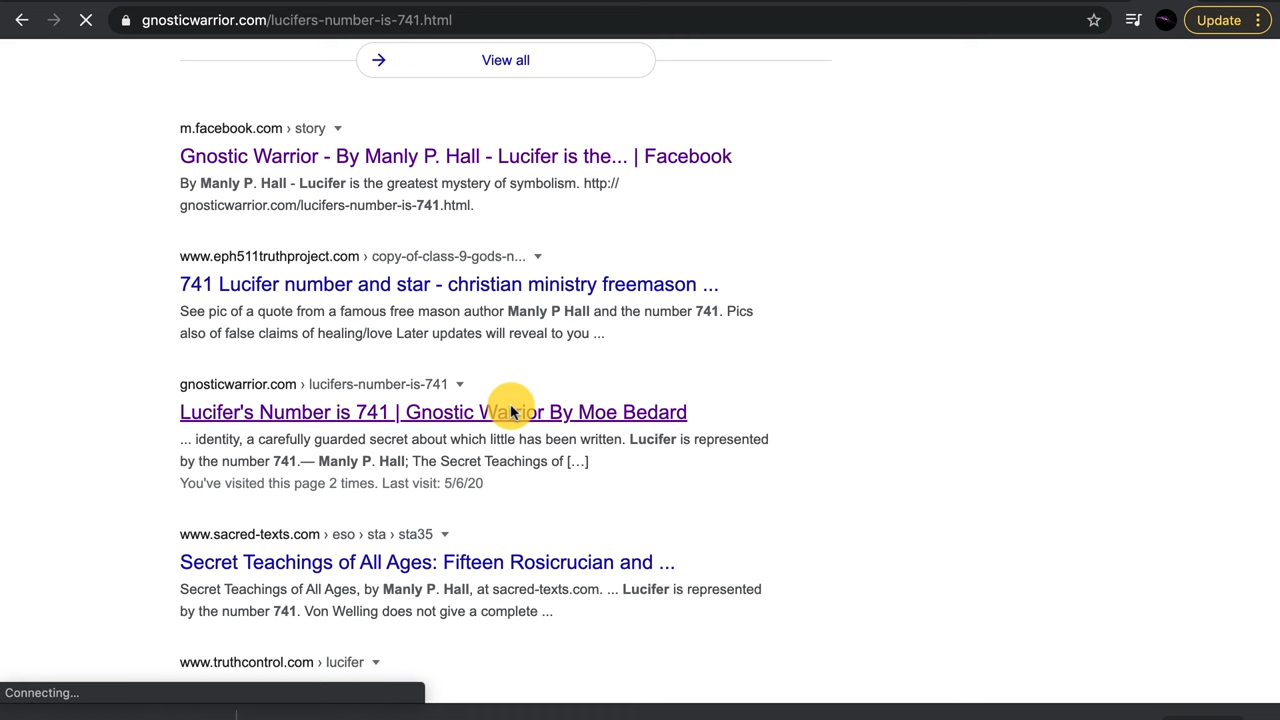 gnosticwarrior.com/lucifers-number-is-741.html
Update
View all
m.facebook.com › story
Gnostic Warrior - By Manly P. Hall - Lucifer is the... | Facebook
By Manly P. Hall - Lucifer is the greatest mystery of symbolism. http://
gnosticwarrior.com/lucifers-number-is-741.html.
www.eph511truthproject.com › copy-of-class-9-gods-n...
741 Lucifer number and star - christian ministry freemason ...
See pic of a quote from a famous free mason author Manly P Hall and the number 741. Pics
also of false claims of healing/love Later updates will reveal to you ...
gnosticwarrior.com › lucifers-number-is-741
Lucifer's Number is 741 | Gnostic Warrior By Moe Bedard
... identity, a carefully guarded secret about which little has been written. Lucifer is represented
by the number 741.— Manly P. Hall; The Secret Teachings of […]
You've visited this page 2 times. Last visit: 5/6/20
www.sacred-texts.com › eso › sta › sta35
Secret Teachings of All Ages: Fifteen Rosicrucian and ...
Secret Teachings of All Ages, by Manly P. Hall, at sacred-texts.com. ... Lucifer is represented
by the number 741. Von Welling does not give a complete ...
www.truthcontrol.com › lucifer
Connecting...